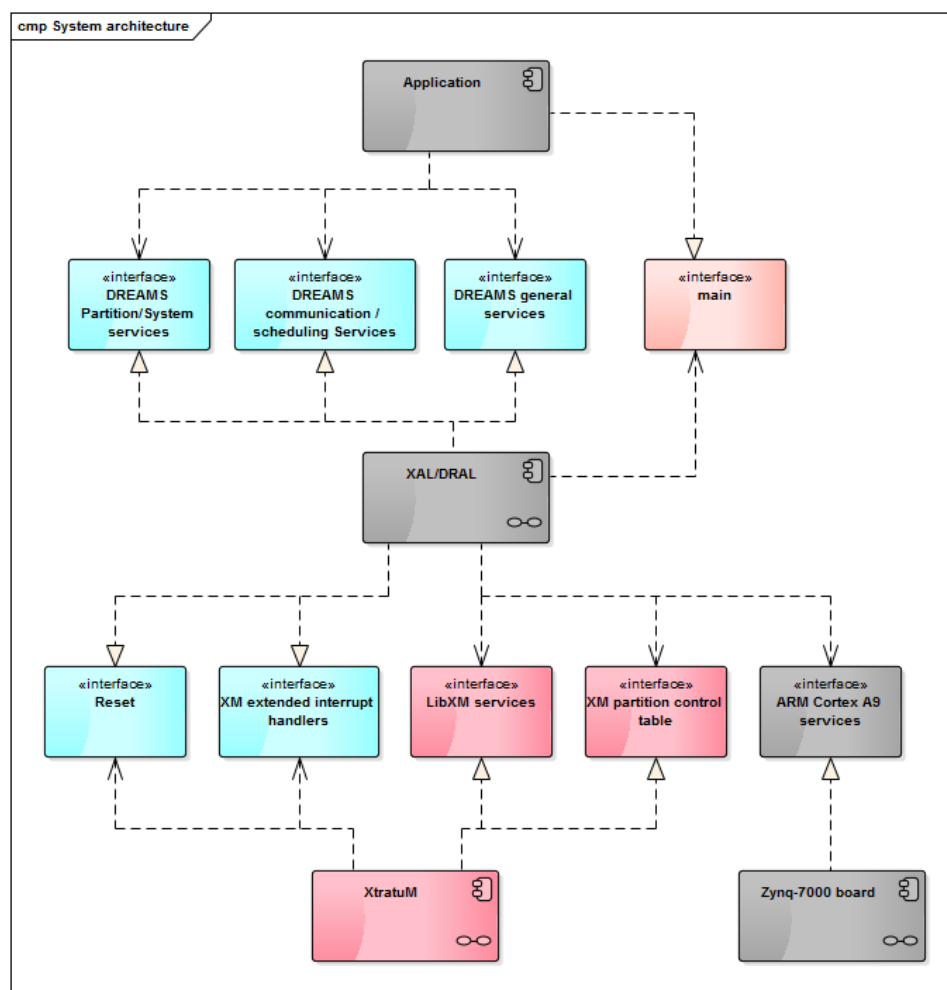 cmp System architecture
Application
«interface»
DREAMS
Partition/System
services
«interface»
DREAMS
communication /
scheduling Services
«interface»
DREAMS general
services
«interface»
main
XAL/DRAL
«interface»
Reset
«interface»
XM extended interrupt
handlers
«interface»
LibXM services
«interface»
XM partition control
table
«interface»
ARM Cortex A9
services
XtratuM
Zynq-7000 board